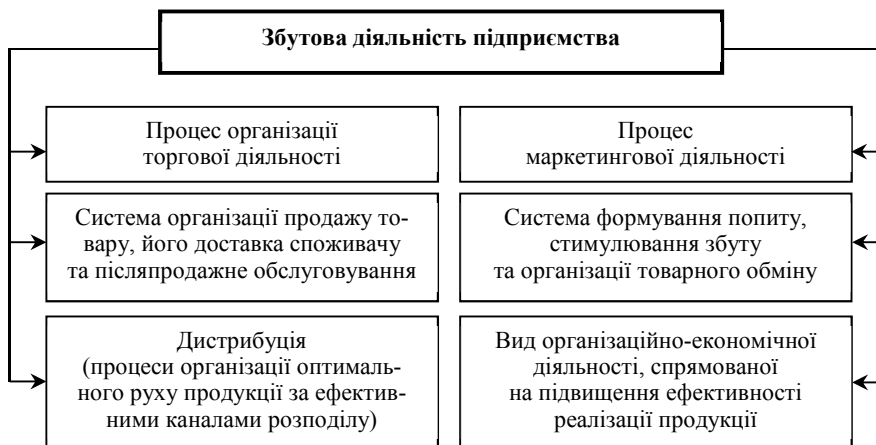 Збутова діяльність підприємства
Процес організації
торгової діяльності
Процес
маркетингової діяльності
Система організації продажу то-
вару, його доставка споживачу
та післяпродажне обслуговування
Система формування попиту,
стимулювання збуту
та організації товарного обміну
Дистрибуція
(процеси організації оптималь-
ного руху продукції за ефектив-
ними каналами розподілу)
Вид організаційно-економічної
діяльності, спрямованої
на підвищення ефективності
реалізації продукції